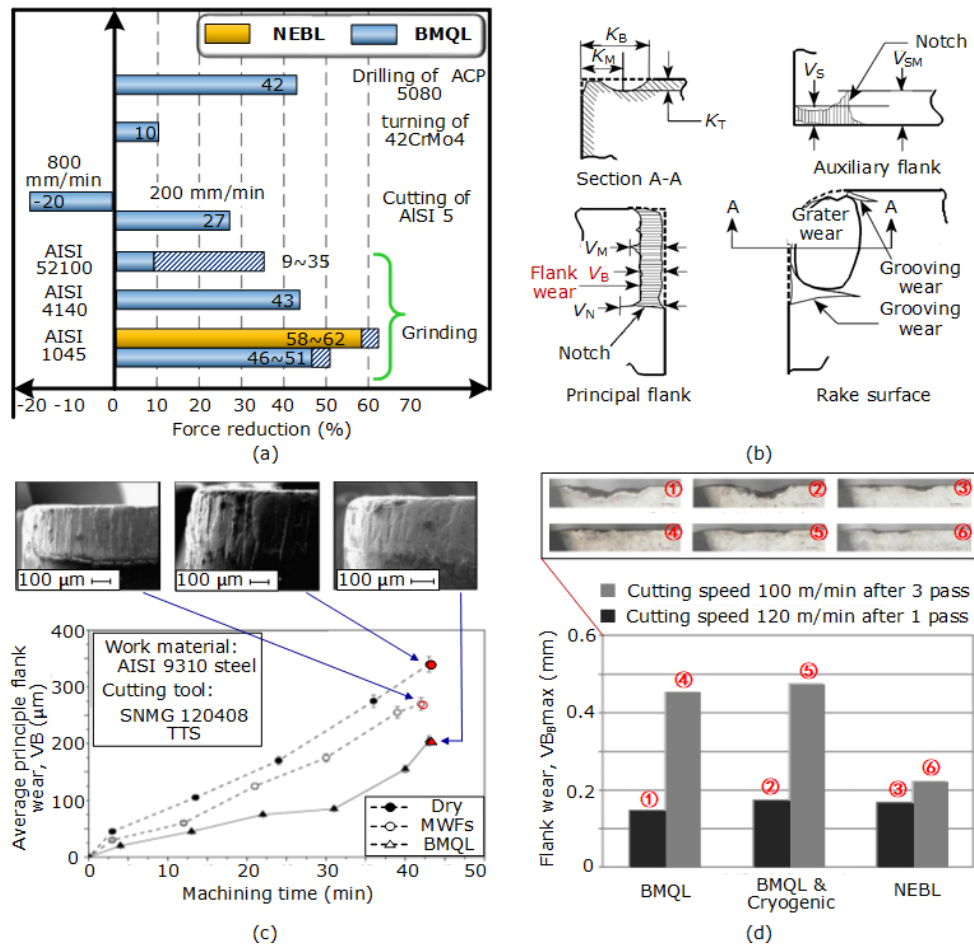 NEBL
BMQL
42
Drilling of ACP
5080
10
turning of
42CrMo4
800
mm/min
-20
200 mm/min
27
Cutting of
AlSI 5
AISI
52100
9~35
AISI
4140
43
Grinding
AISI
1045
58~62
46~51
-20
-10
0
10
20
30
40
50
60
70
Force reduction (%)
(a)
KB
KM
KT
Section A-A
Notch
VS
VSM
Auxiliary flank
VM
Flank
wear
VB
VN
Notch
Principal flank
A
A
Grater
wear
Grooving
wear
Grooving
wear
Rake surface
(b)
100 μm
100 μm
100 μm
400
300
200
100
0
Average principle flank
wear, VB (μm)
Work material:
AISI 9310 steel
Cutting tool:
SNMG 120408
TTS
Dry
MWFs
BMQL
0
10
20
30
40
50
Machining time (min)
(c)
①
②
③
④
⑤
⑥
Cutting speed 100 m/min after 3 pass
Cutting speed 120 m/min after 1 pass
0.6
0.4
0.2
0
Flank wear, VBBmax (mm)
①
④
②
⑤
③
⑥
BMQL
BMQL &
Cryogenic
NEBL
(d)